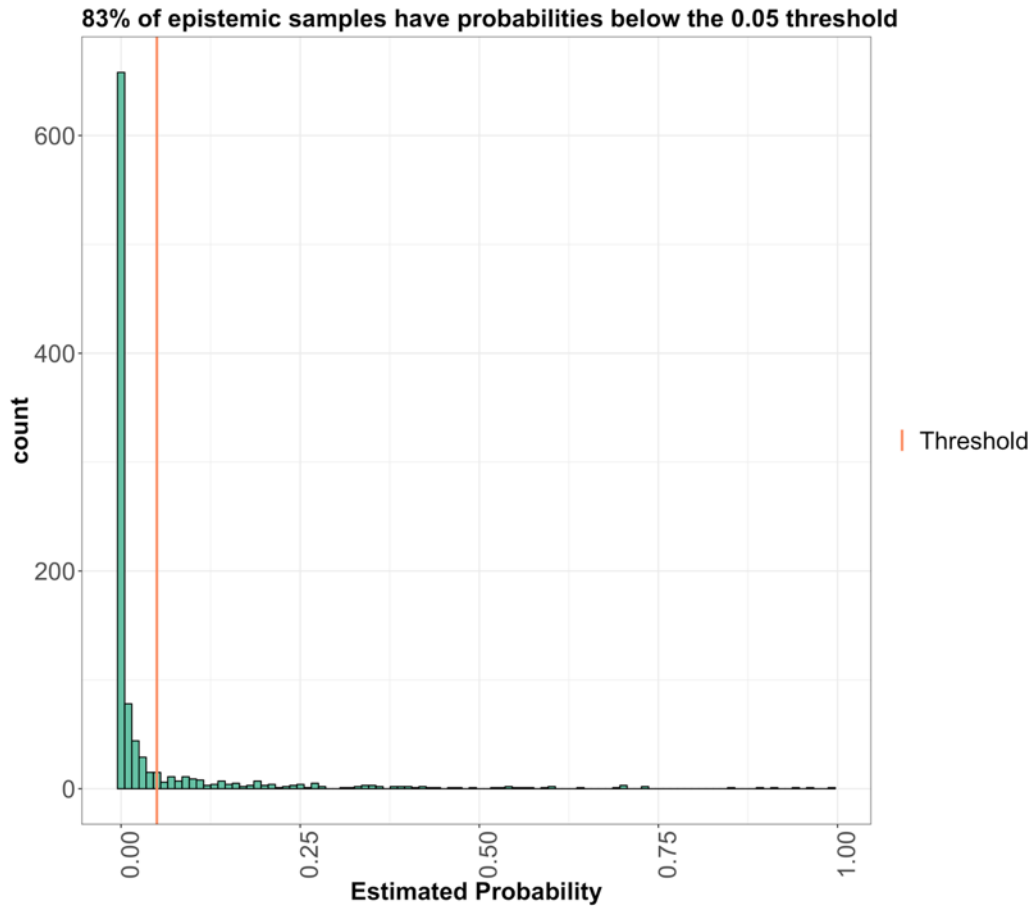 83% of epistemic samples have probabilities below the 0.05 threshold
600
400
200
0
count
0.00
0.25
0.50
0.75
1.00
Estimated Probability
Threshold